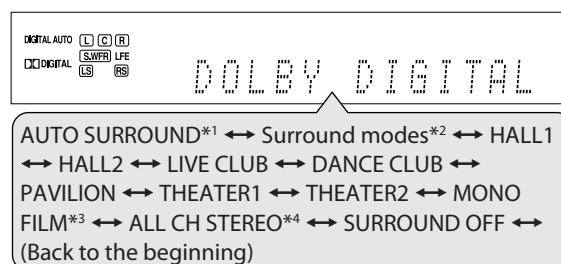 DIGITAL AUTO L C R
DIGITAL S.WFR LFE
LS RS
DOLBY DIGITAL
AUTO SURROUND*1 ↔ Surround modes*2 ↔ HALL1
↔ HALL2 ↔ LIVE CLUB ↔ DANCE CLUB ↔
PAVILION ↔ THEATER1 ↔ THEATER2 ↔ MONO
FILM*3 ↔ ALL CH STEREO*4 ↔ SURROUND OFF ↔
(Back to the beginning)